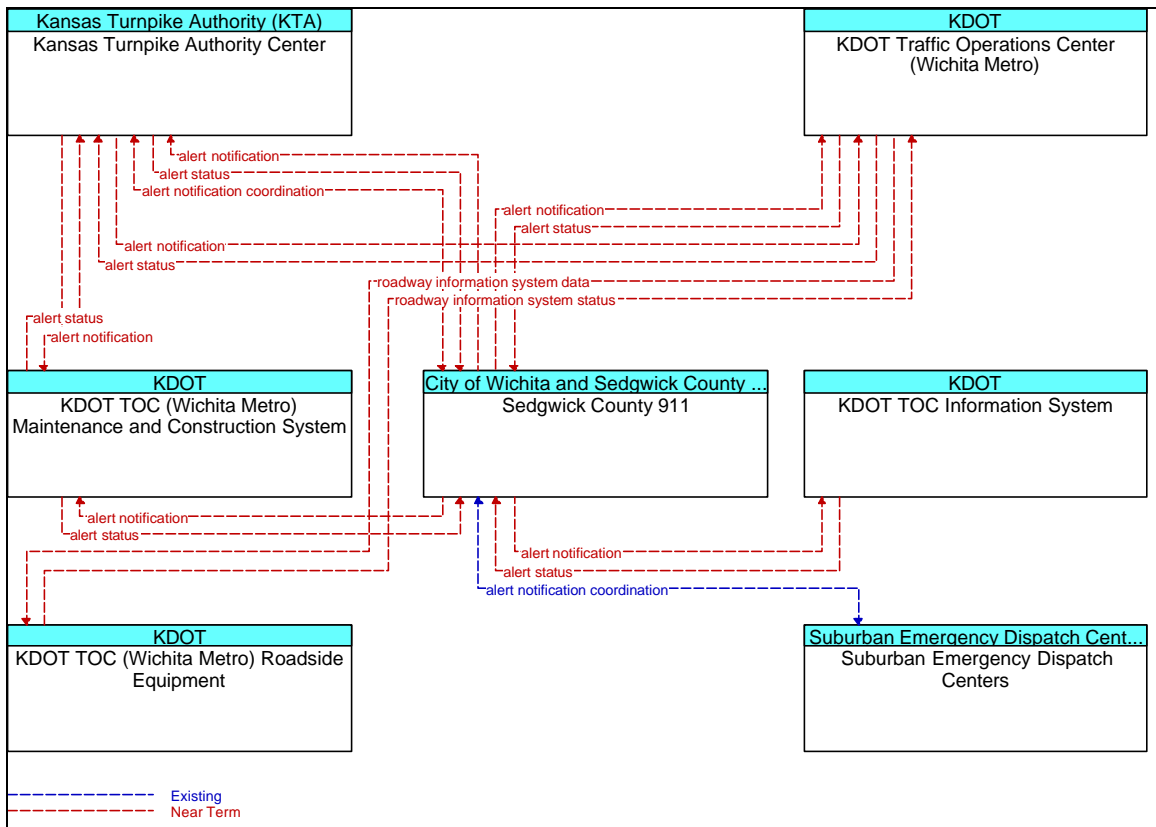 Kansas Turnpike Authority (KTA)
Kansas Turnpike Authority Center
KDOT
KDOT Traffic Operations Center
(Wichita Metro)
alert notification
alert status
alert notification coordination
alert notification
alert status
alert notification
alert status
roadway information system data
roadway information system status
alert status
alert notification
KDOT
KDOT TOC (Wichita Metro)
Maintenance and Construction System
City of Wichita and Sedgwick County ...
Sedgwick County 911
KDOT
KDOT TOC Information System
alert notification
alert status
alert notification
alert status
alert notification coordination
KDOT
KDOT TOC (Wichita Metro) Roadside
Equipment
Suburban Emergency Dispatch Cent...
Suburban Emergency Dispatch
Centers
Existing
Near Term